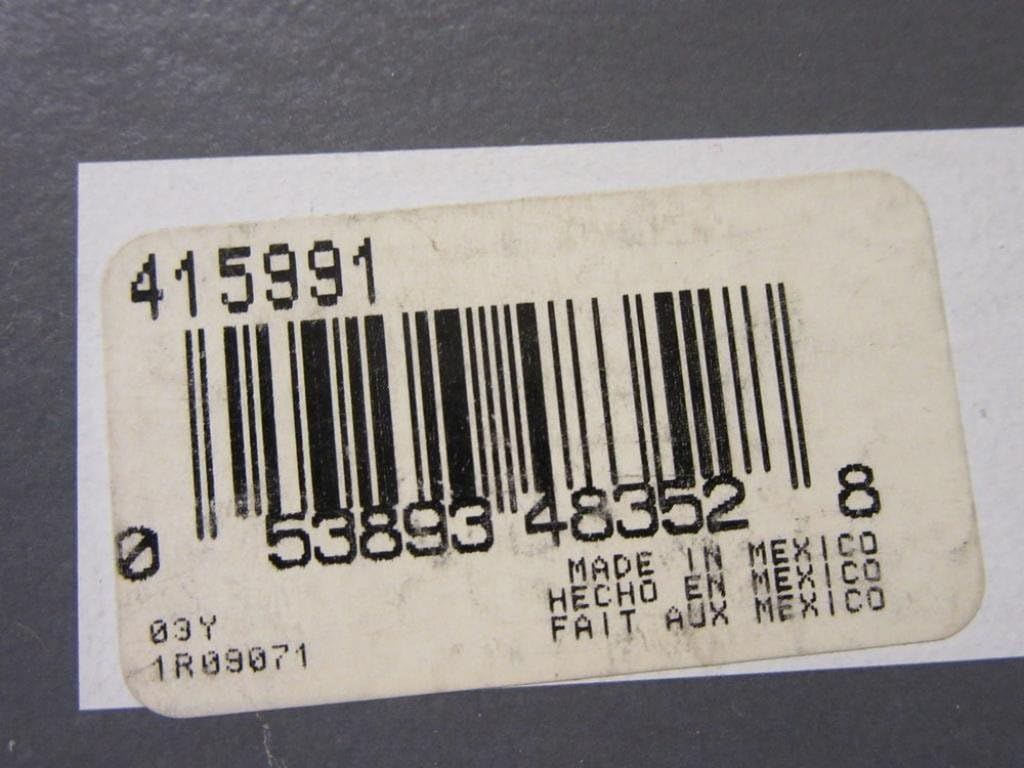 415991
0 53893 48352 8
MADE IN MEXICO
HECHO EN MEXICO
FAIT AUX MEXICO
03Y
1R09071